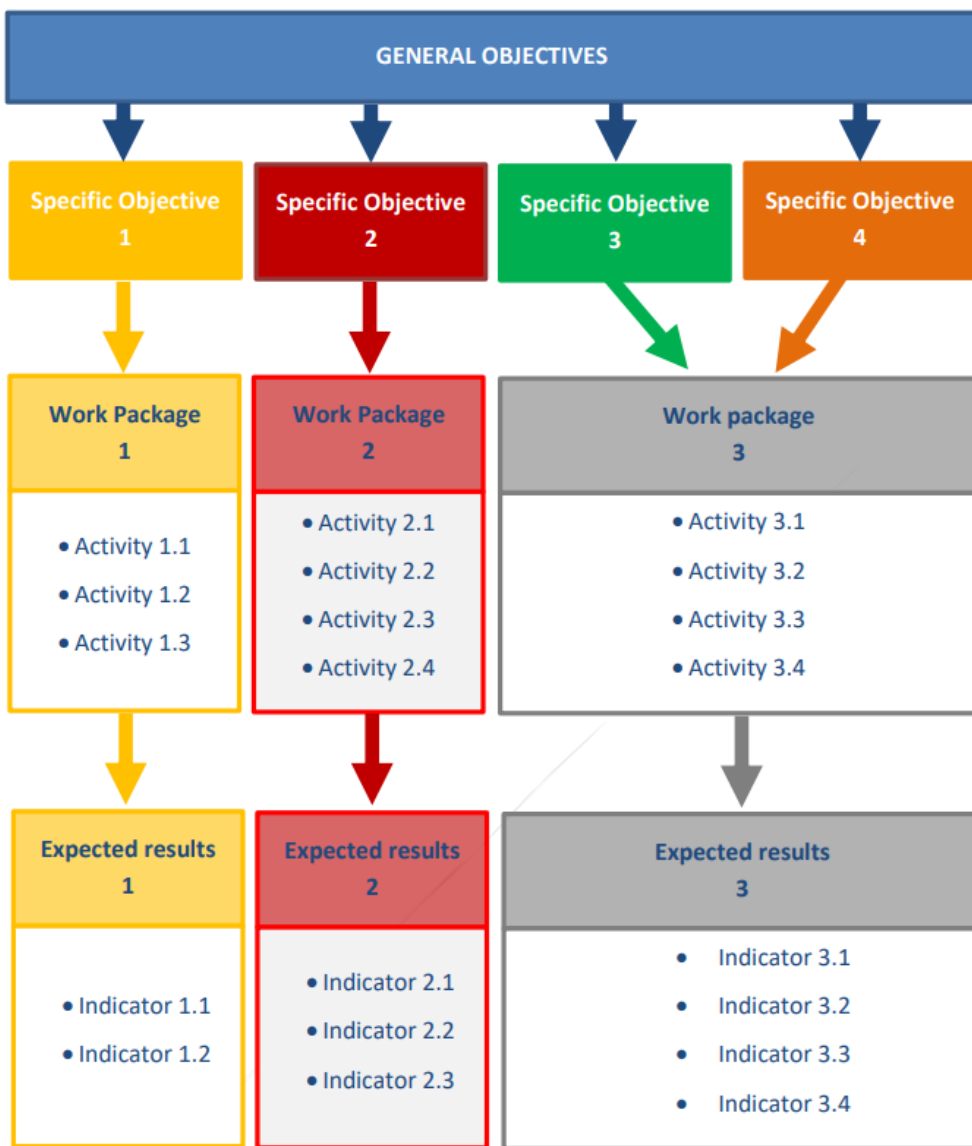 GENERAL OBJECTIVES
Specific Objective
1
Specific Objective
2
Specific Objective
3
Specific Objective
4
Work Package
1
• Activity 1.1
• Activity 1.2
• Activity 1.3
Work Package
2
• Activity 2.1
• Activity 2.2
• Activity 2.3
• Activity 2.4
Work package
3
• Activity 3.1
• Activity 3.2
• Activity 3.3
• Activity 3.4
Expected results
1
• Indicator 1.1
• Indicator 1.2
Expected results
2
• Indicator 2.1
• Indicator 2.2
• Indicator 2.3
Expected results
3
• Indicator 3.1
• Indicator 3.2
• Indicator 3.3
• Indicator 3.4